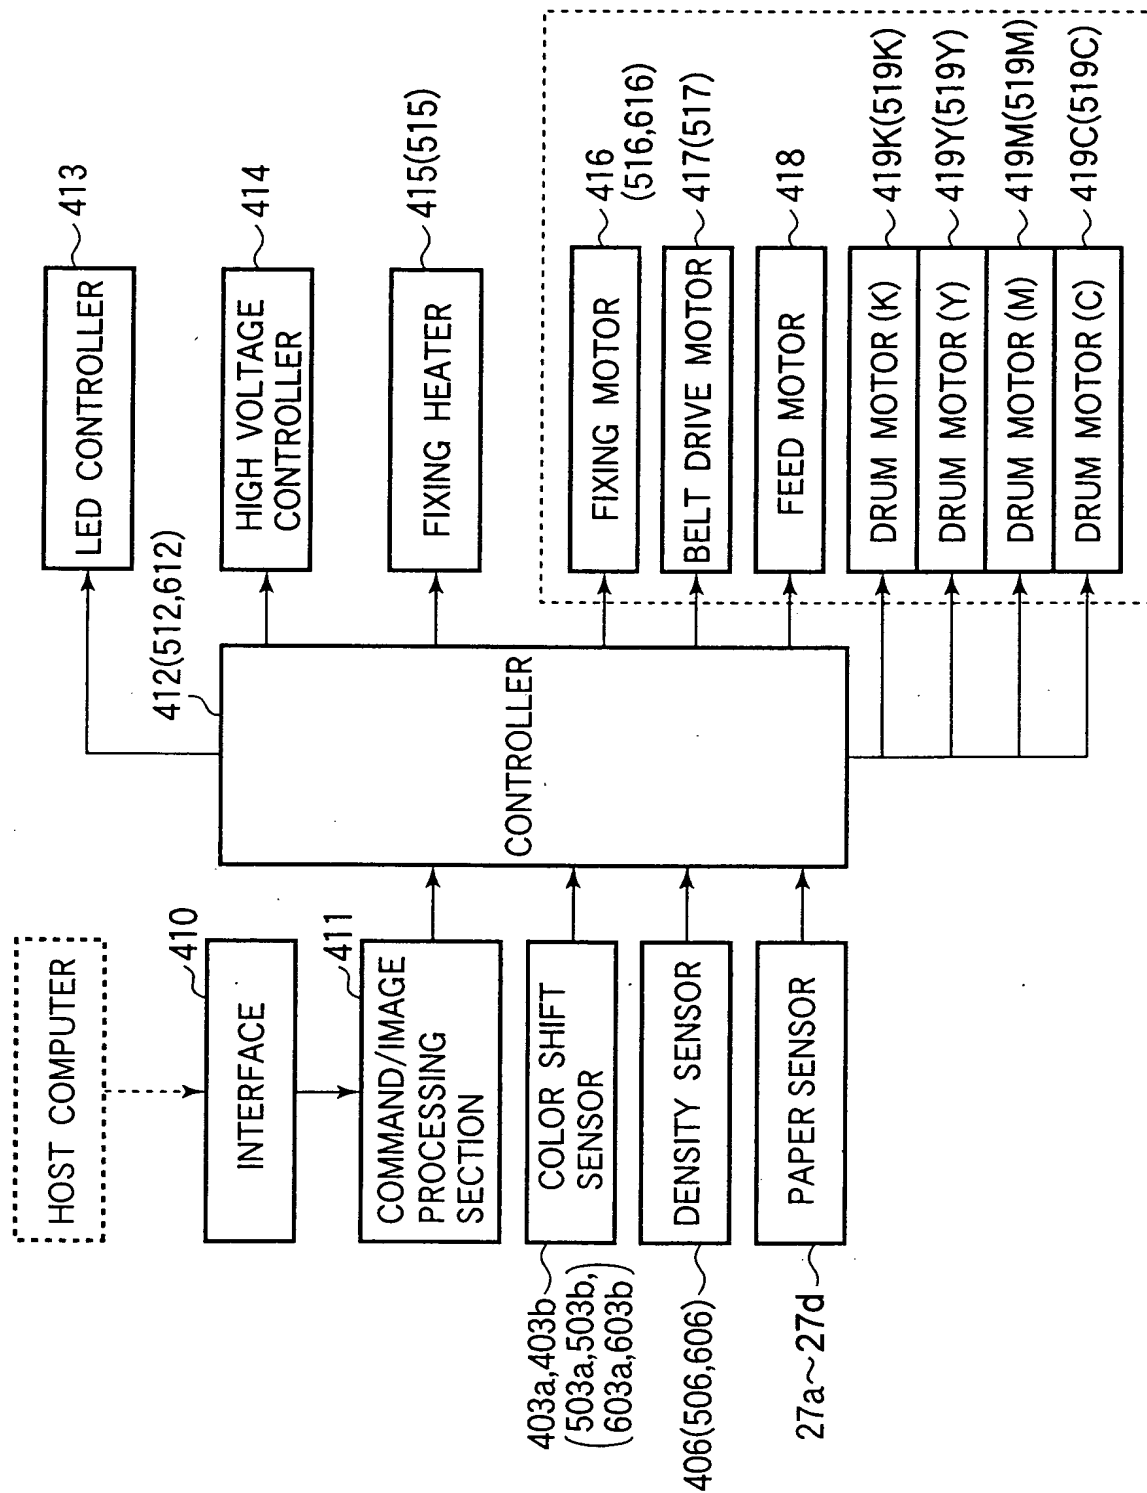 HOST COMPUTER
410
INTERFACE
411
COMMAND/IMAGE
PROCESSING
SECTION
403a,403b
(503a,503b,
603a,603b)
COLOR SHIFT
SENSOR
406(506,606)
DENSITY SENSOR
27a~27d
PAPER SENSOR
412(512,612)
CONTROLLER
LED CONTROLLER
413
HIGH VOLTAGE
CONTROLLER
414
FIXING HEATER
415(515)
FIXING MOTOR
416
(516,616)
BELT DRIVE MOTOR
417(517)
FEED MOTOR
418
DRUM MOTOR(K)
419K(519K)
DRUM MOTOR(Y)
419Y(519Y)
DRUM MOTOR(M)
419M(519M)
DRUM MOTOR(C)
419C(519C)